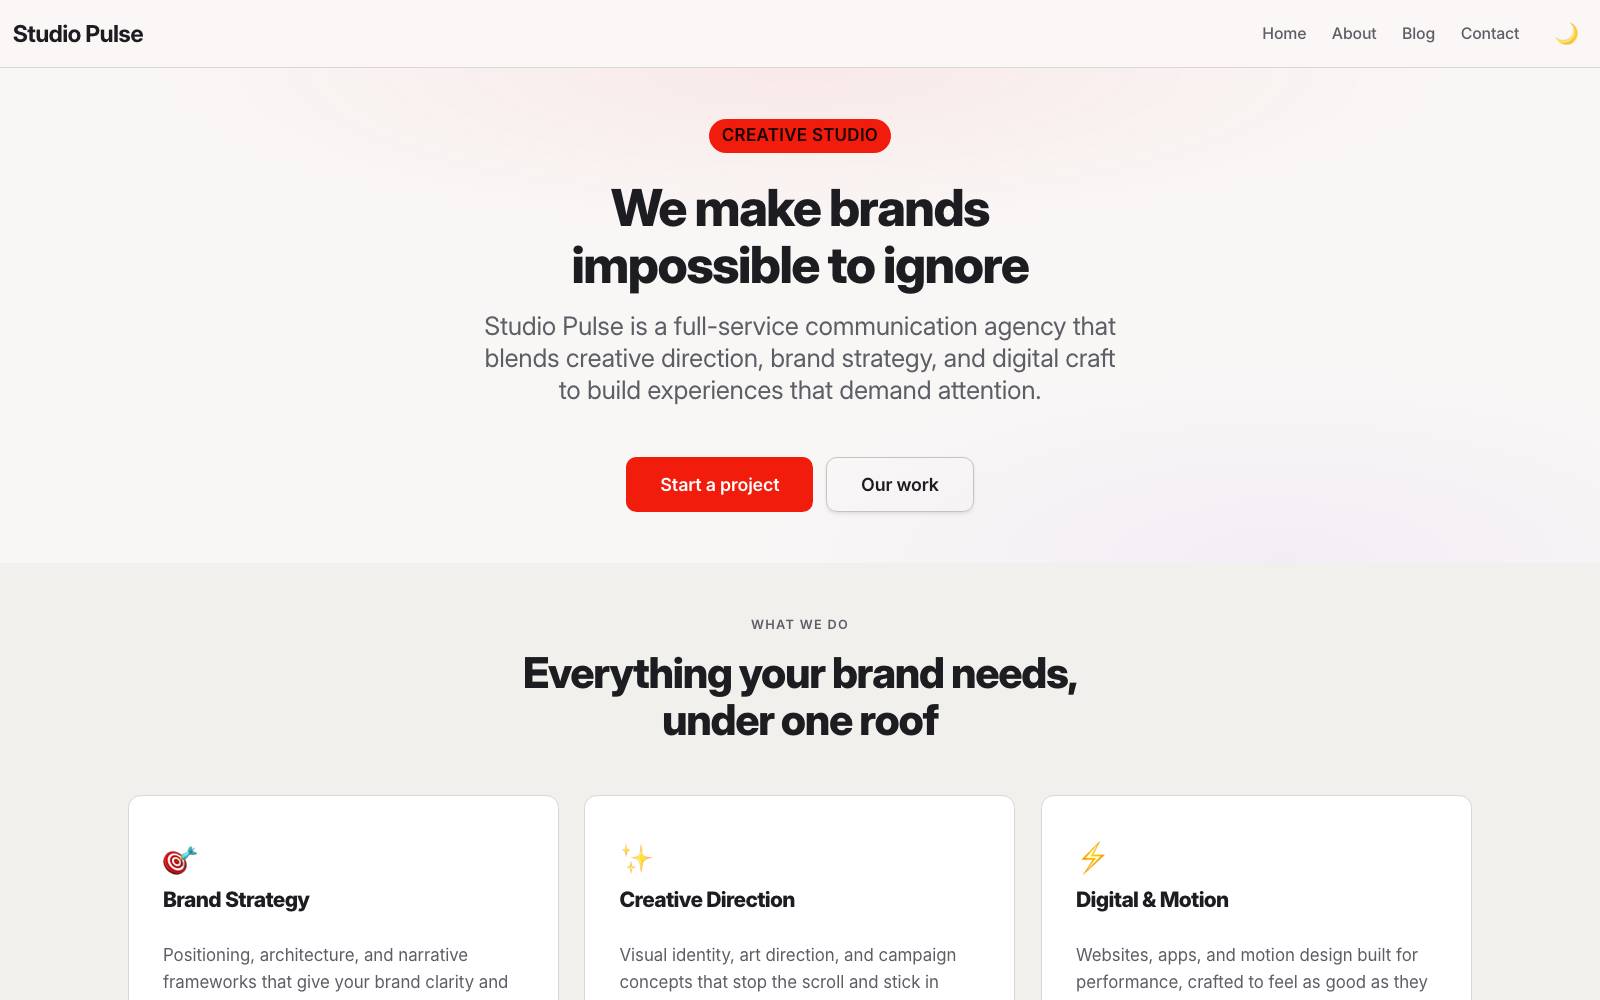 Studio Pulse
Home About Blog Contact
CREATIVE STUDIO
We make brands
impossible to ignore
Studio Pulse is a full-service communication agency that
blends creative direction, brand strategy, and digital craft
to build experiences that demand attention.
Start a project
Our work
WHAT WE DO
Everything your brand needs,
under one roof
Brand Strategy
Positioning, architecture, and narrative
frameworks that give your brand clarity and
Creative Direction
Visual identity, art direction, and campaign
concepts that stop the scroll and stick in
Digital & Motion
Websites, apps, and motion design built for
performance, crafted to feel as good as they